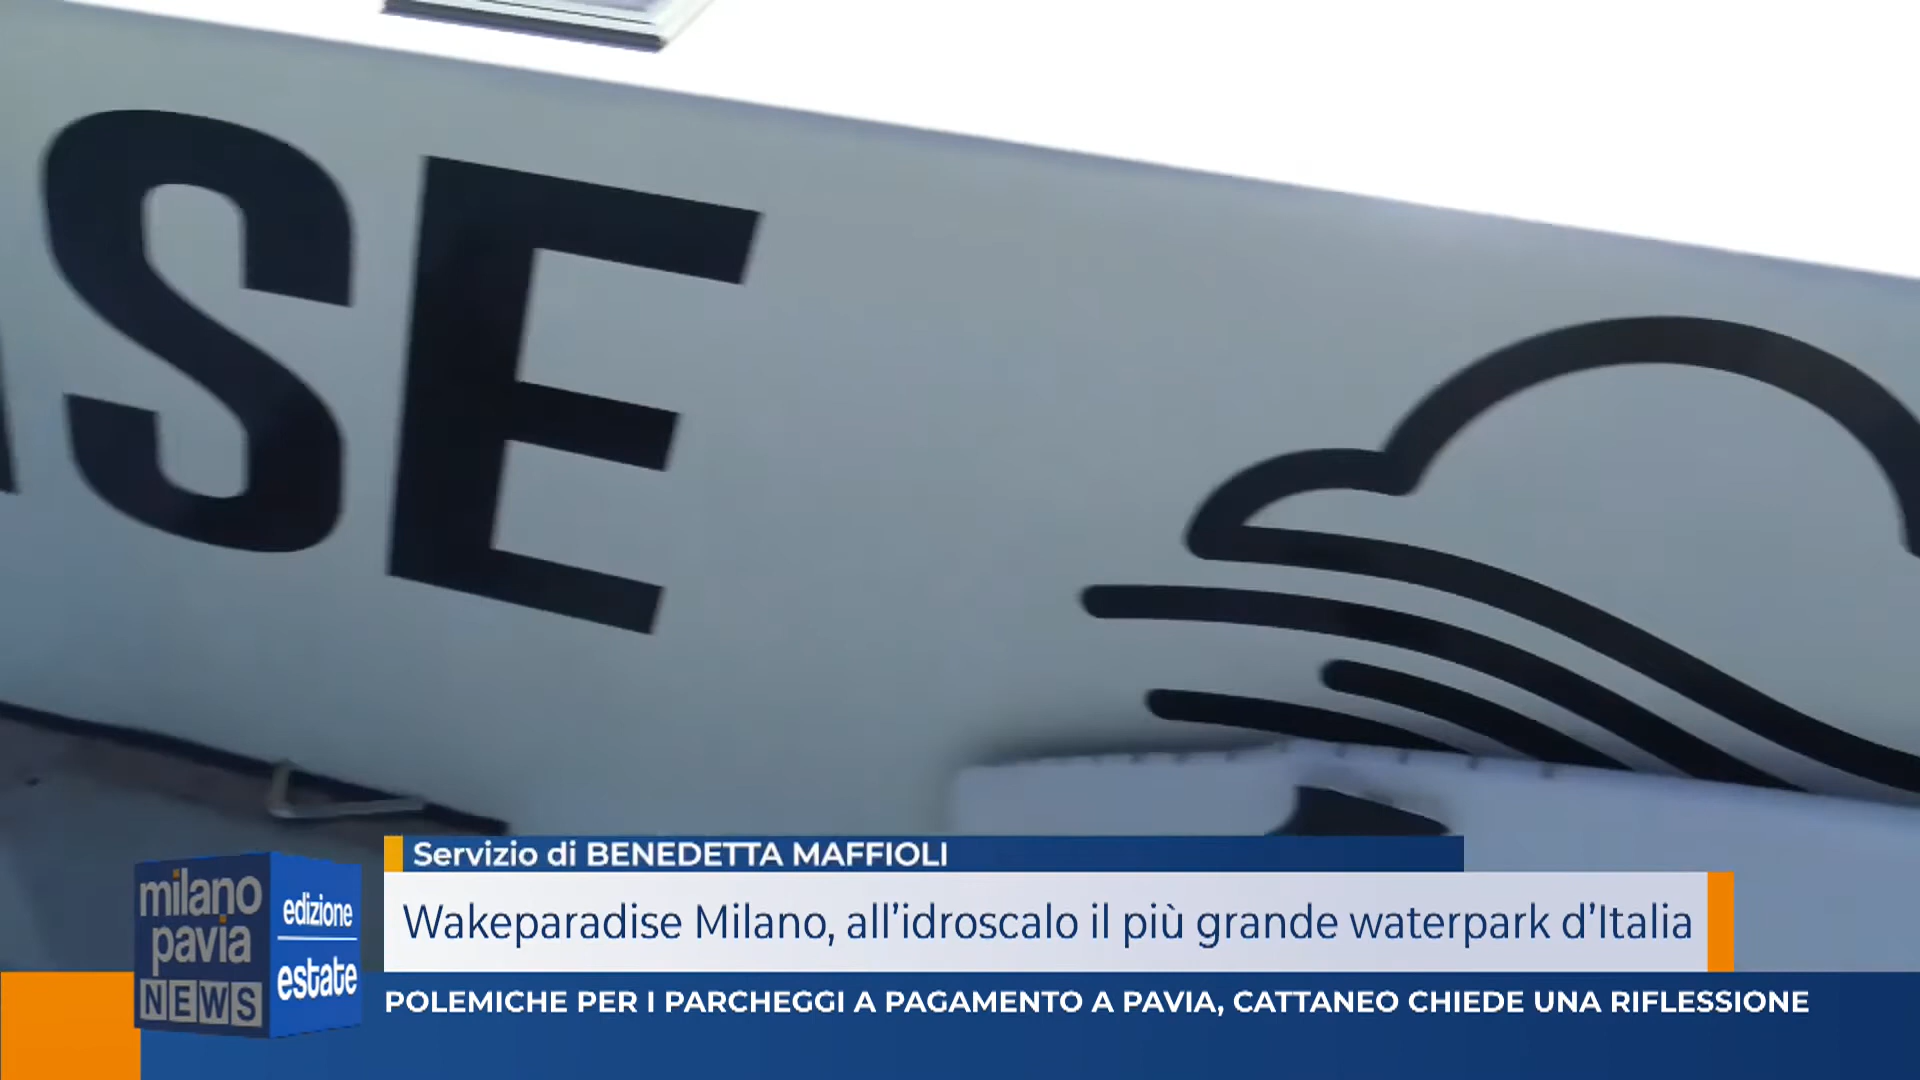 SE
Servizio di BENEDETTA MAFFIOLI
Wakeparadise Milano, all'idroscalo il più grande waterpark d'Italia
milano
pavia
NEWS
edizione
estate
POLEMICHE PER I PARCHEGGI A PAGAMENTO A PAVIA, CATTANEO CHIEDE UNA RIFLESSIONE